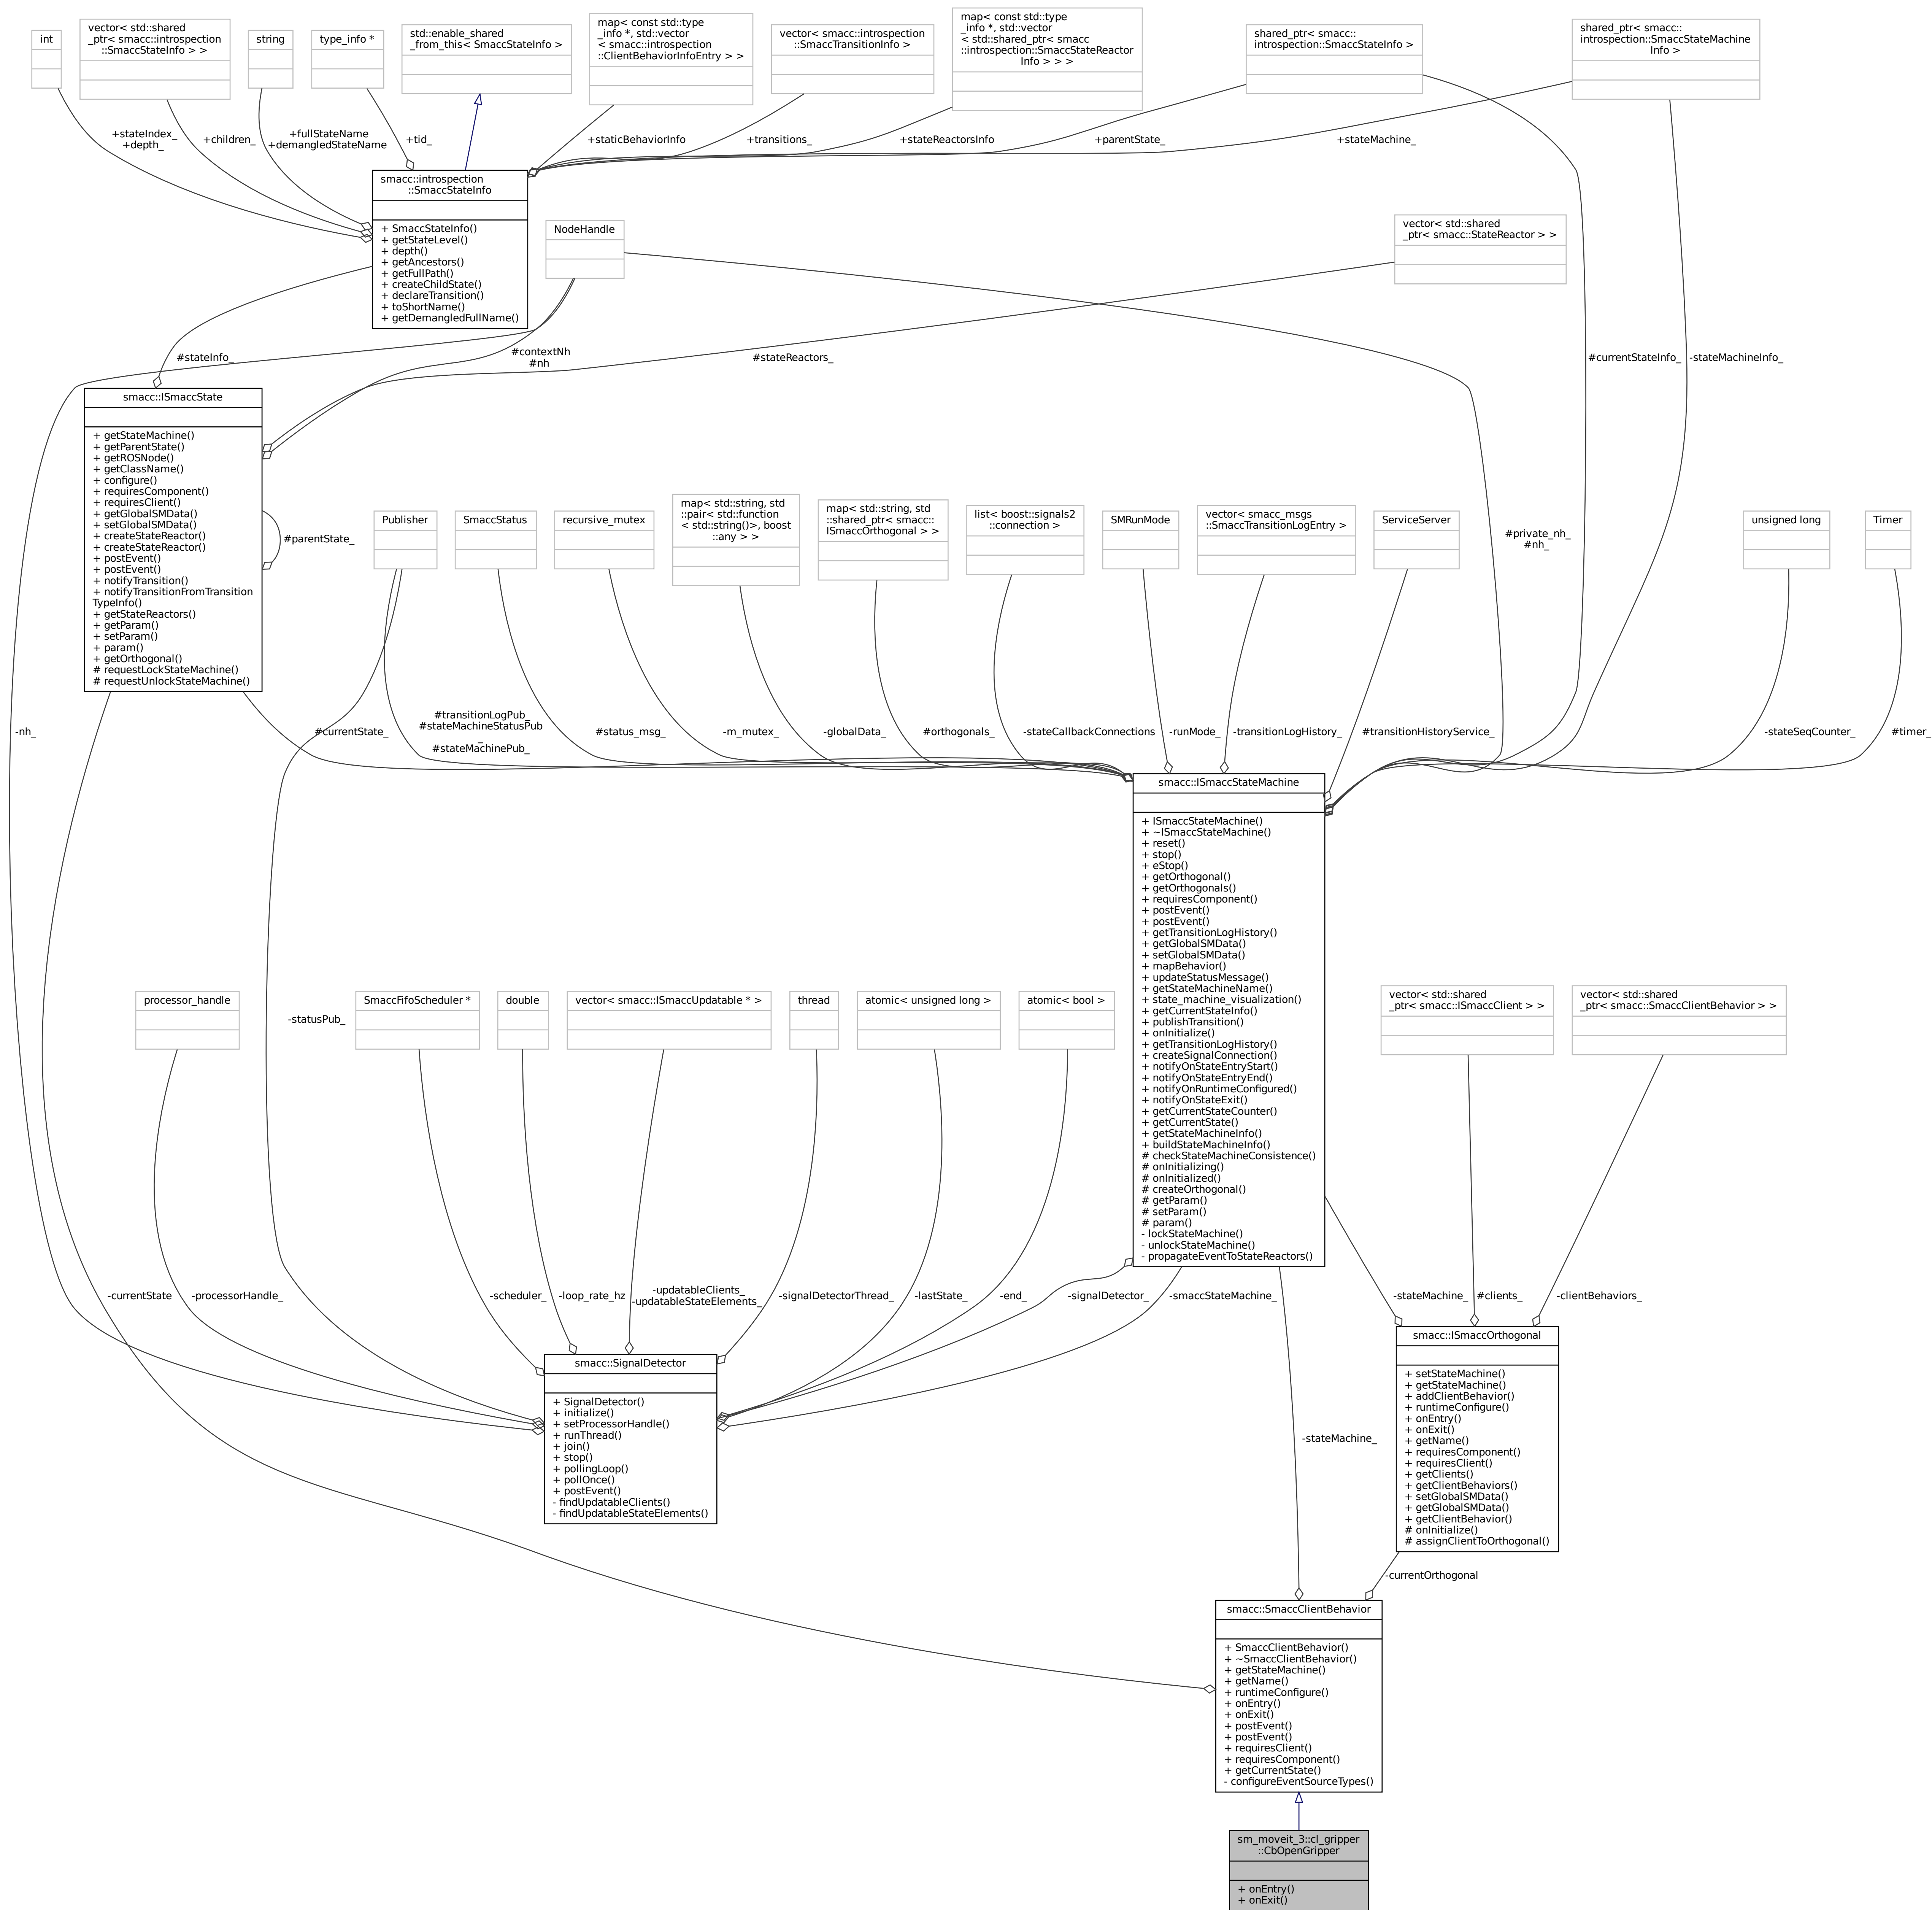 int
vector< std::shared
_ptr< smacc::introspection
::SmaccStateInfo > >
string
type_info *
std::enable_shared
_from_this< SmaccStateInfo >
map< const std::type
_info *, std::vector
< smacc::introspection
::ClientBehaviorInfoEntry > >
vector< smacc::introspection
::SmaccTransitionInfo >
map< const std::type
_info *, std::vector
< std::shared_ptr< smacc
::introspection::SmaccStateReactor
Info > > >
shared_ptr< smacc::
introspection::SmaccStateInfo >
shared_ptr< smacc::
introspection::SmaccStateMachine
Info >
+stateIndex_
+depth_
+children_
+fullStateName
+demangledStateName
+tid_
+staticBehaviorInfo
+transitions_
+stateReactorsInfo
+parentState_
+stateMachine_
smacc::introspection
::SmaccStateInfo
+ SmaccStateInfo()
+ getStateLevel()
+ depth()
+ getAncestors()
+ getFullPath()
+ createChildState()
+ declareTransition()
+ toShortName()
+ getDemangledFullName()
NodeHandle
vector< std::shared
_ptr< smacc::StateReactor > >
#stateInfo_
#contextNh
#nh
#stateReactors_
#currentStateInfo_
-stateMachineInfo_
smacc::ISmaccState
+ getStateMachine()
+ getParentState()
+ getROSNode()
+ getClassName()
+ configure()
+ requiresComponent()
+ requiresClient()
+ getGlobalSMData()
+ setGlobalSMData()
+ createStateReactor()
+ createStateReactor()
+ postEvent()
+ postEvent()
+ notifyTransition()
+ notifyTransitionFromTransition
TypeInfo()
+ getStateReactors()
+ getParam()
+ setParam()
+ param()
+ getOrthogonal()
# requestLockStateMachine()
# requestUnlockStateMachine()
#parentState_
Publisher
SmaccStatus
recursive_mutex
map< std::string, std
::pair< std::function
< std::string()>, boost
::any > >
map< std::string, std
::shared_ptr< smacc::
ISmaccOrthogonal > >
list< boost::signals2
::connection >
SMRunMode
vector< smacc_msgs
::SmaccTransitionLogEntry >
ServiceServer
#private_nh_
#nh_
unsigned long
Timer
-nh_
#currentState_
#transitionLogPub_
#stateMachineStatusPub
_
#stateMachinePub_
#status_msg_
-m_mutex_
-globalData_
#orthogonals_
-stateCallbackConnections
-runMode_
-transitionLogHistory_
#transitionHistoryService_
-stateSeqCounter_
#timer_
smacc::ISmaccStateMachine
+ ISmaccStateMachine()
+ ~ISmaccStateMachine()
+ reset()
+ stop()
+ eStop()
+ getOrthogonal()
+ getOrthogonals()
+ requiresComponent()
+ postEvent()
+ postEvent()
+ getTransitionLogHistory()
+ getGlobalSMData()
+ setGlobalSMData()
+ mapBehavior()
+ updateStatusMessage()
+ getStateMachineName()
+ state_machine_visualization()
+ getCurrentStateInfo()
+ publishTransition()
+ onInitialize()
+ getTransitionLogHistory()
+ createSignalConnection()
+ notifyOnStateEntryStart()
+ notifyOnStateEntryEnd()
+ notifyOnRuntimeConfigured()
+ notifyOnStateExit()
+ getCurrentStateCounter()
+ getCurrentState()
+ getStateMachineInfo()
+ buildStateMachineInfo()
# checkStateMachineConsistence()
# onInitializing()
# onInitialized()
# createOrthogonal()
# getParam()
# setParam()
# param()
- lockStateMachine()
- unlockStateMachine()
- propagateEventToStateReactors()
processor_handle
-statusPub_
SmaccFifoScheduler *
double
vector< smacc::ISmaccUpdatable * >
thread
atomic< unsigned long >
atomic< bool >
vector< std::shared
_ptr< smacc::ISmaccClient > >
vector< std::shared
_ptr< smacc::SmaccClientBehavior > >
-currentState
-processorHandle_
-scheduler_
-loop_rate_hz
-updatableClients_
-updatableStateElements_
-signalDetectorThread_
-lastState_
-end_
-signalDetector_
-smaccStateMachine_
-stateMachine_
#clients_
-clientBehaviors_
smacc::SignalDetector
+ SignalDetector()
+ initialize()
+ setProcessorHandle()
+ runThread()
+ join()
+ stop()
+ pollingLoop()
+ pollOnce()
+ postEvent()
- findUpdatableClients()
- findUpdatableStateElements()
smacc::ISmaccOrthogonal
+ setStateMachine()
+ getStateMachine()
+ addClientBehavior()
+ runtimeConfigure()
+ onEntry()
+ onExit()
+ getName()
+ requiresComponent()
+ requiresClient()
+ getClients()
+ getClientBehaviors()
+ setGlobalSMData()
+ getGlobalSMData()
+ getClientBehavior()
# onInitialize()
# assignClientToOrthogonal()
-stateMachine_
-currentOrthogonal
smacc::SmaccClientBehavior
+ SmaccClientBehavior()
+ ~SmaccClientBehavior()
+ getStateMachine()
+ getName()
+ runtimeConfigure()
+ onEntry()
+ onExit()
+ postEvent()
+ postEvent()
+ requiresClient()
+ requiresComponent()
+ getCurrentState()
- configureEventSourceTypes()
sm_moveit_3::cl_gripper
::CbOpenGripper
+ onEntry()
+ onExit()